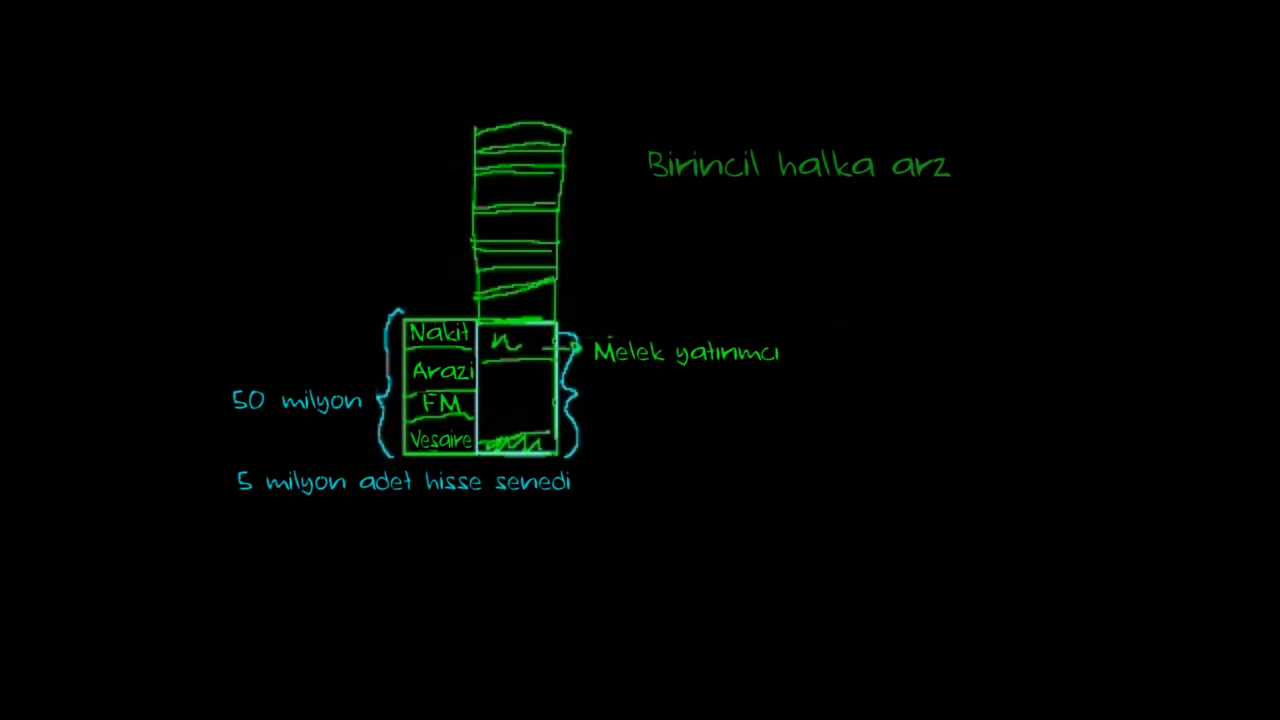 Birincil halka arz
Nakit
Melek yatırımcı
Arazi
50 milyon
FM
Vesaire
5 milyon adet hisse senedi